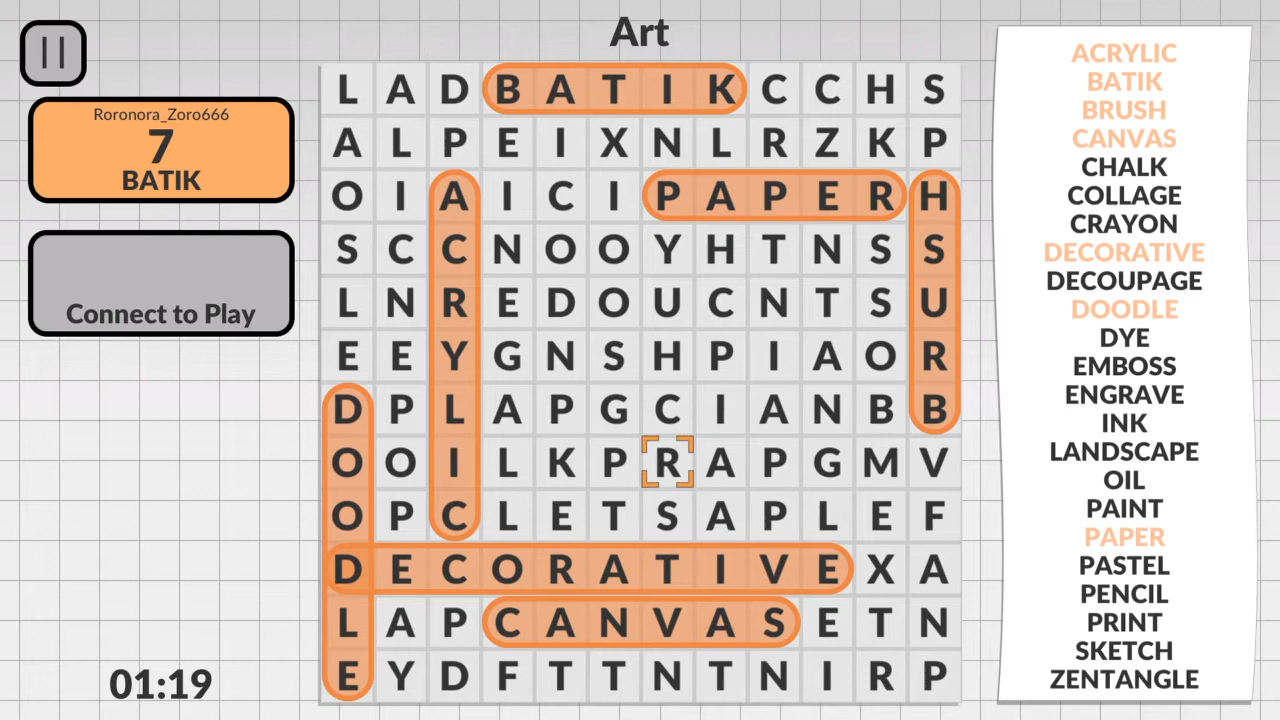 Art
Roronora_Zoro666
7
BATIK
Connect to Play
01:19
L A D B A T I K C C H S
A L P E I X N L R Z K P
O I A I C I P A P E R H
S C C N O O Y H T N S S
L N R E D O U C N T S U
E E Y G N S H P I A O R
D P L A P G C I A N B B
O O I L K P R A P G M V
O P C L E T S A P L E F
D E C O R A T I V E X A
L A P C A N V A S E T N
E Y D F T T N T N I R P
ACRYLIC
BATIK
BRUSH
CANVAS
CHALK
COLLAGE
CRAYON
DECORATIVE
DECOUPAGE
DOODLE
DYE
EMBOSS
ENGRAVE
INK
LANDSCAPE
OIL
PAINT
PAPER
PASTEL
PENCIL
PRINT
SKETCH
ZENTANGLE